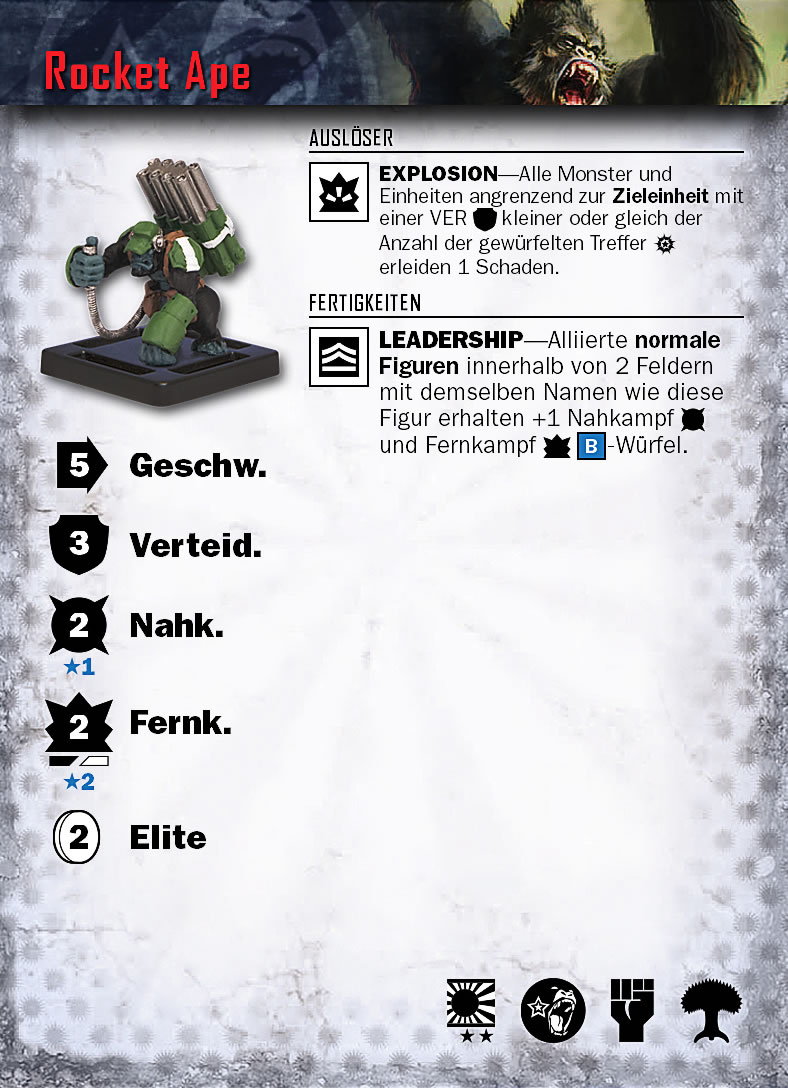 Rocket Ape
AUSLÖSER
EXPLOSION—Alle Monster und
Einheiten angrenzend zur Zieleinheit mit
einer VER kleiner oder gleich der
Anzahl der gewürfelten Treffer
erleiden 1 Schaden.
FERTIGKEITEN
LEADERSHIP—Alliierte normale
Figuren innerhalb von 2 Feldern
mit demselben Namen wie diese
Figur erhalten +1 Nahkampf
und Fernkampf B-Würfel.
5 Geschw.
3 Verteid.
2 Nahk.
★1
2 Fernk.
★2
2 Elite